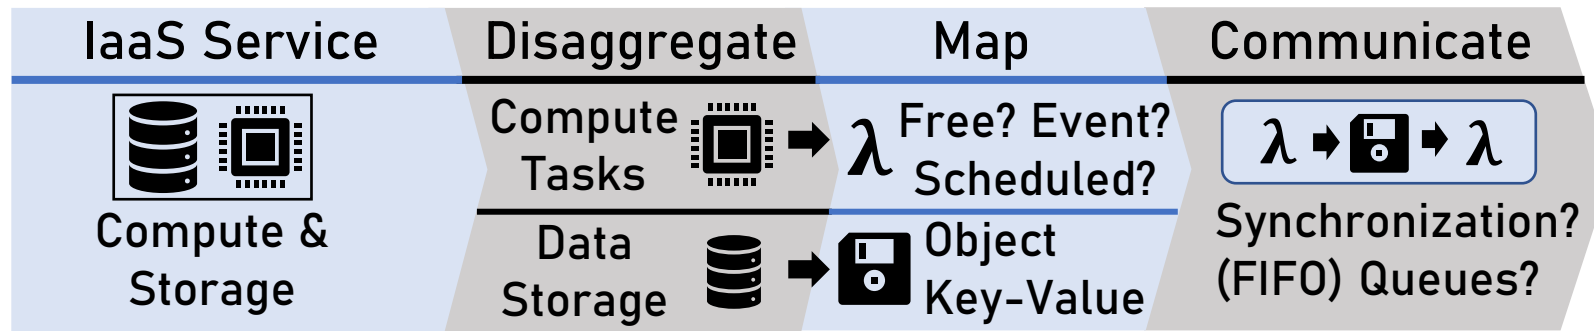 IaaS Service
Compute &
Storage
Disaggregate
Compute
Tasks
Data
Storage
Map
λ Free? Event?
Scheduled?
Object
Key-Value
Communicate
λ λ
Synchronization?
(FIFO) Queues?